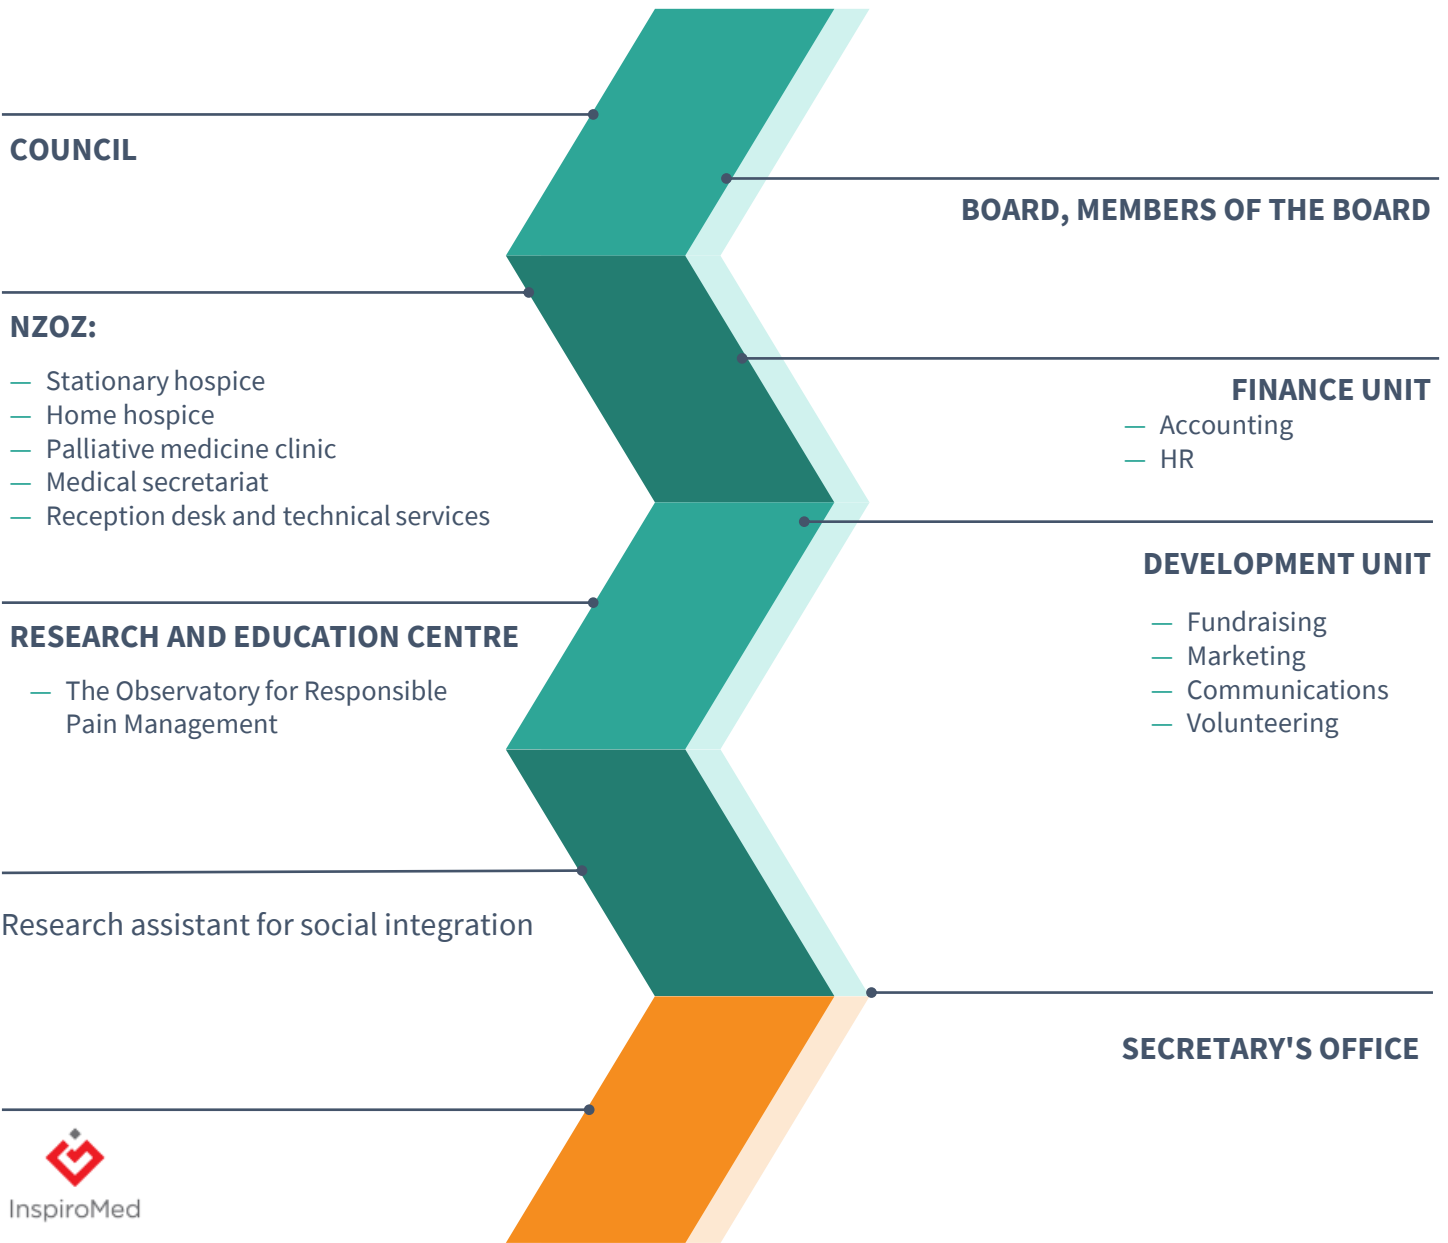 COUNCIL
BOARD, MEMBERS OF THE BOARD
NZOZ:
— Stationary hospice
— Home hospice
— Palliative medicine clinic
— Medical secretariat
— Reception desk and technical services
FINANCE UNIT
— Accounting
— HR
RESEARCH AND EDUCATION CENTRE
— The Observatory for Responsible
Pain Management
DEVELOPMENT UNIT
— Fundraising
— Marketing
— Communications
— Volunteering
Research assistant for social integration
SECRETARY'S OFFICE
InspiroMed